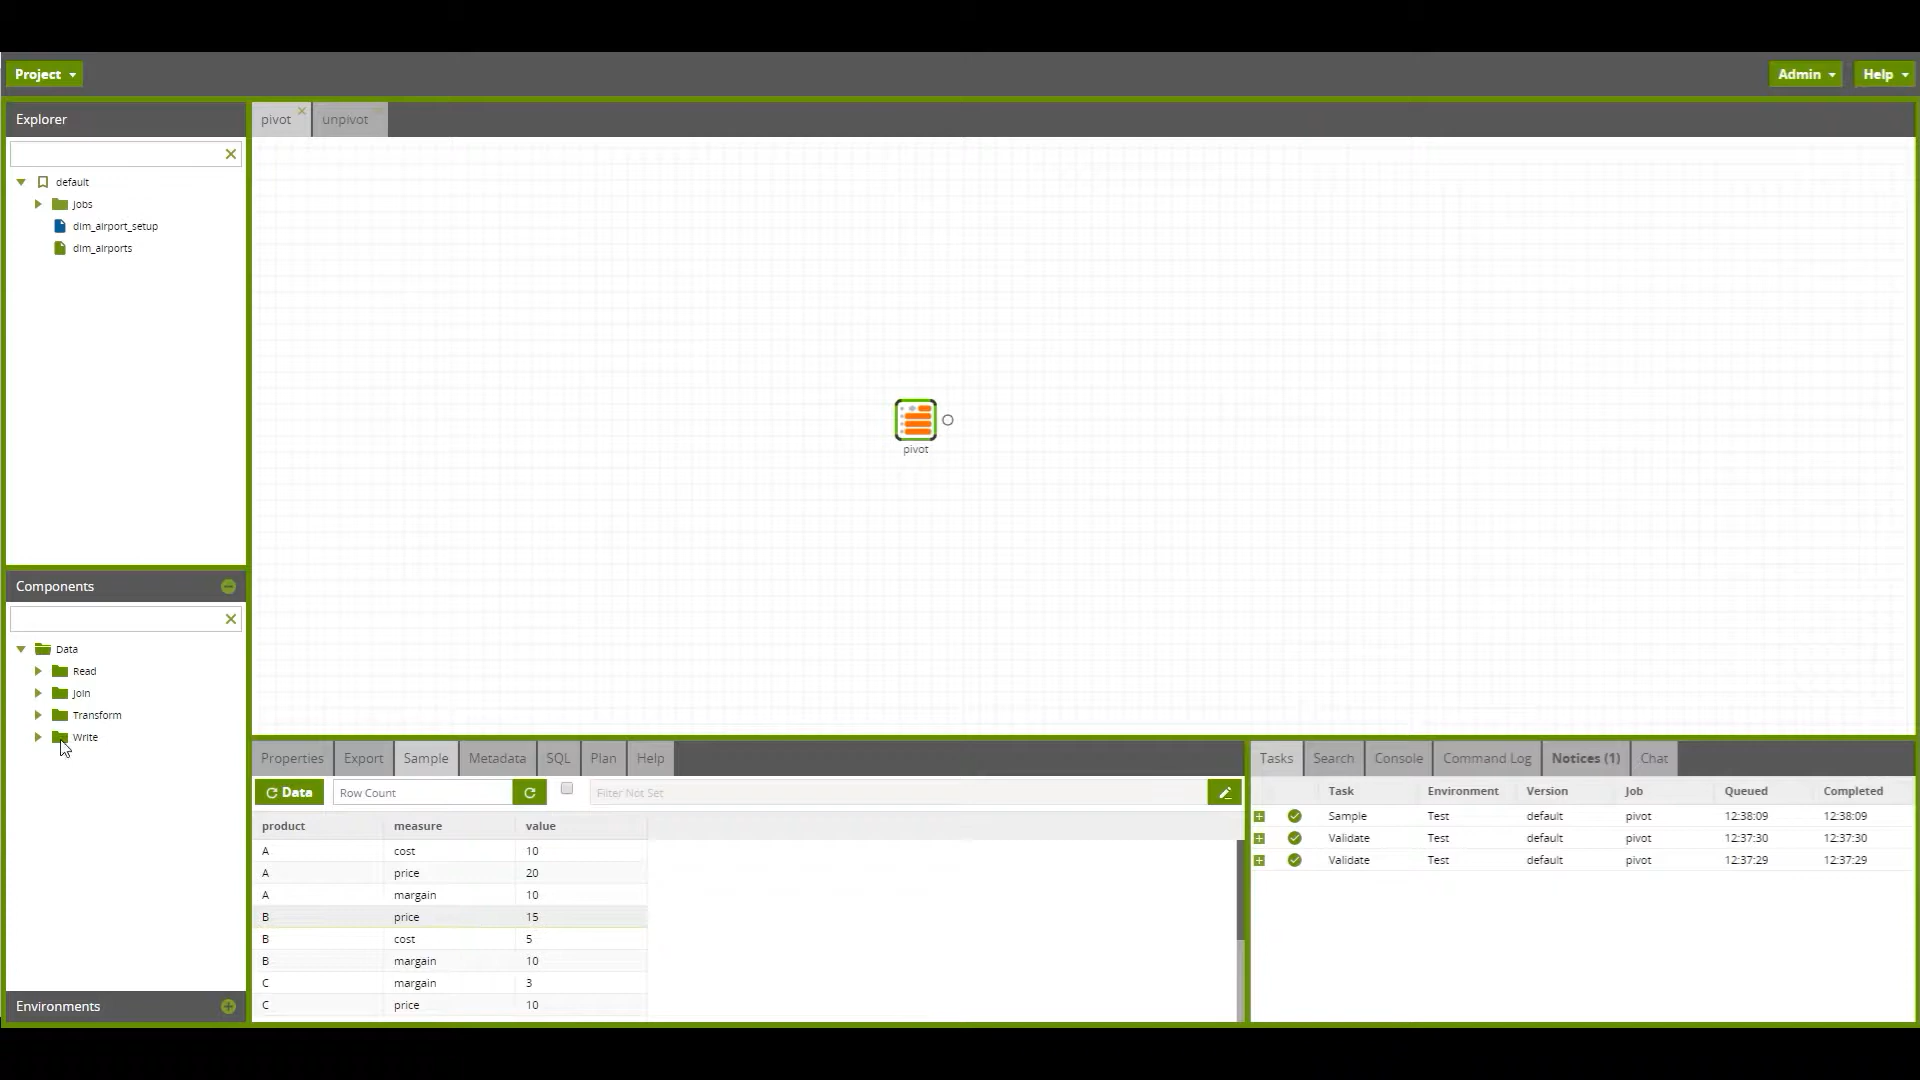 Project
Admin
Help
Explorer
default
Jobs
dim_airport_setup
dim_airports
Components
Data
Read
Join
Transform
Write
Environments
pivot
unpivot
pivot
Properties
Export
Sample
Metadata
SQL
Plan
Help
Data
Row Count
Filter Not Set
product measure value
A cost 10
A price 20
A margain 10
B price 15
B cost 5
B margain 10
C margain 3
C price 10
Tasks
Search
Console
Command Log
Notices (1)
Chat
Task Environment Version Job Queued Completed
Sample Test default pivot 12:38:09 12:38:09
Validate Test default pivot 12:37:30 12:37:30
Validate Test default pivot 12:37:29 12:37:29